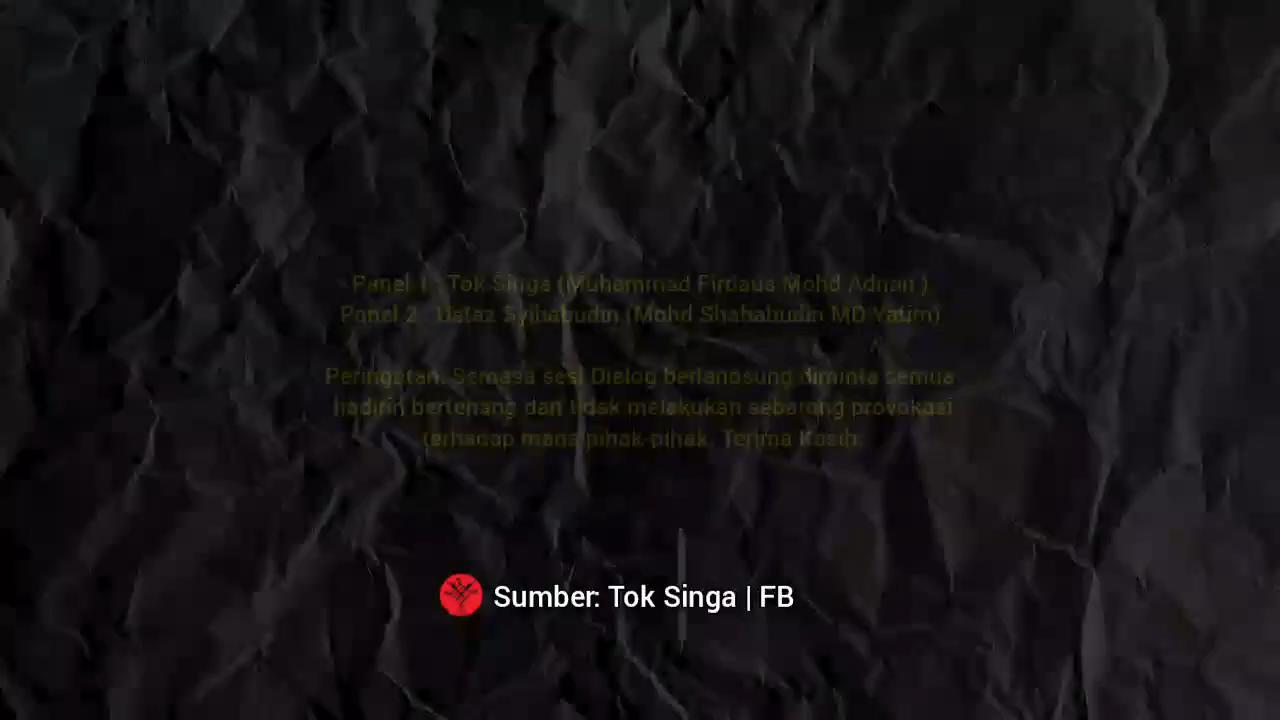 Panel 1 : Tok Singa (Muhammad Firdaus Mohd Adnan )
Panel 2 : Ustaz Syihabudin (Mohd Shahabudin MD Yatim)
Peringatan: Semasa sesi Dialog berlangsung diminta semua
hadirin bertenang dan tidak melakukan sebarang provokasi
terhadap mana pihak-pihak. Terima Kasih.
Sumber: Tok Singa | FB